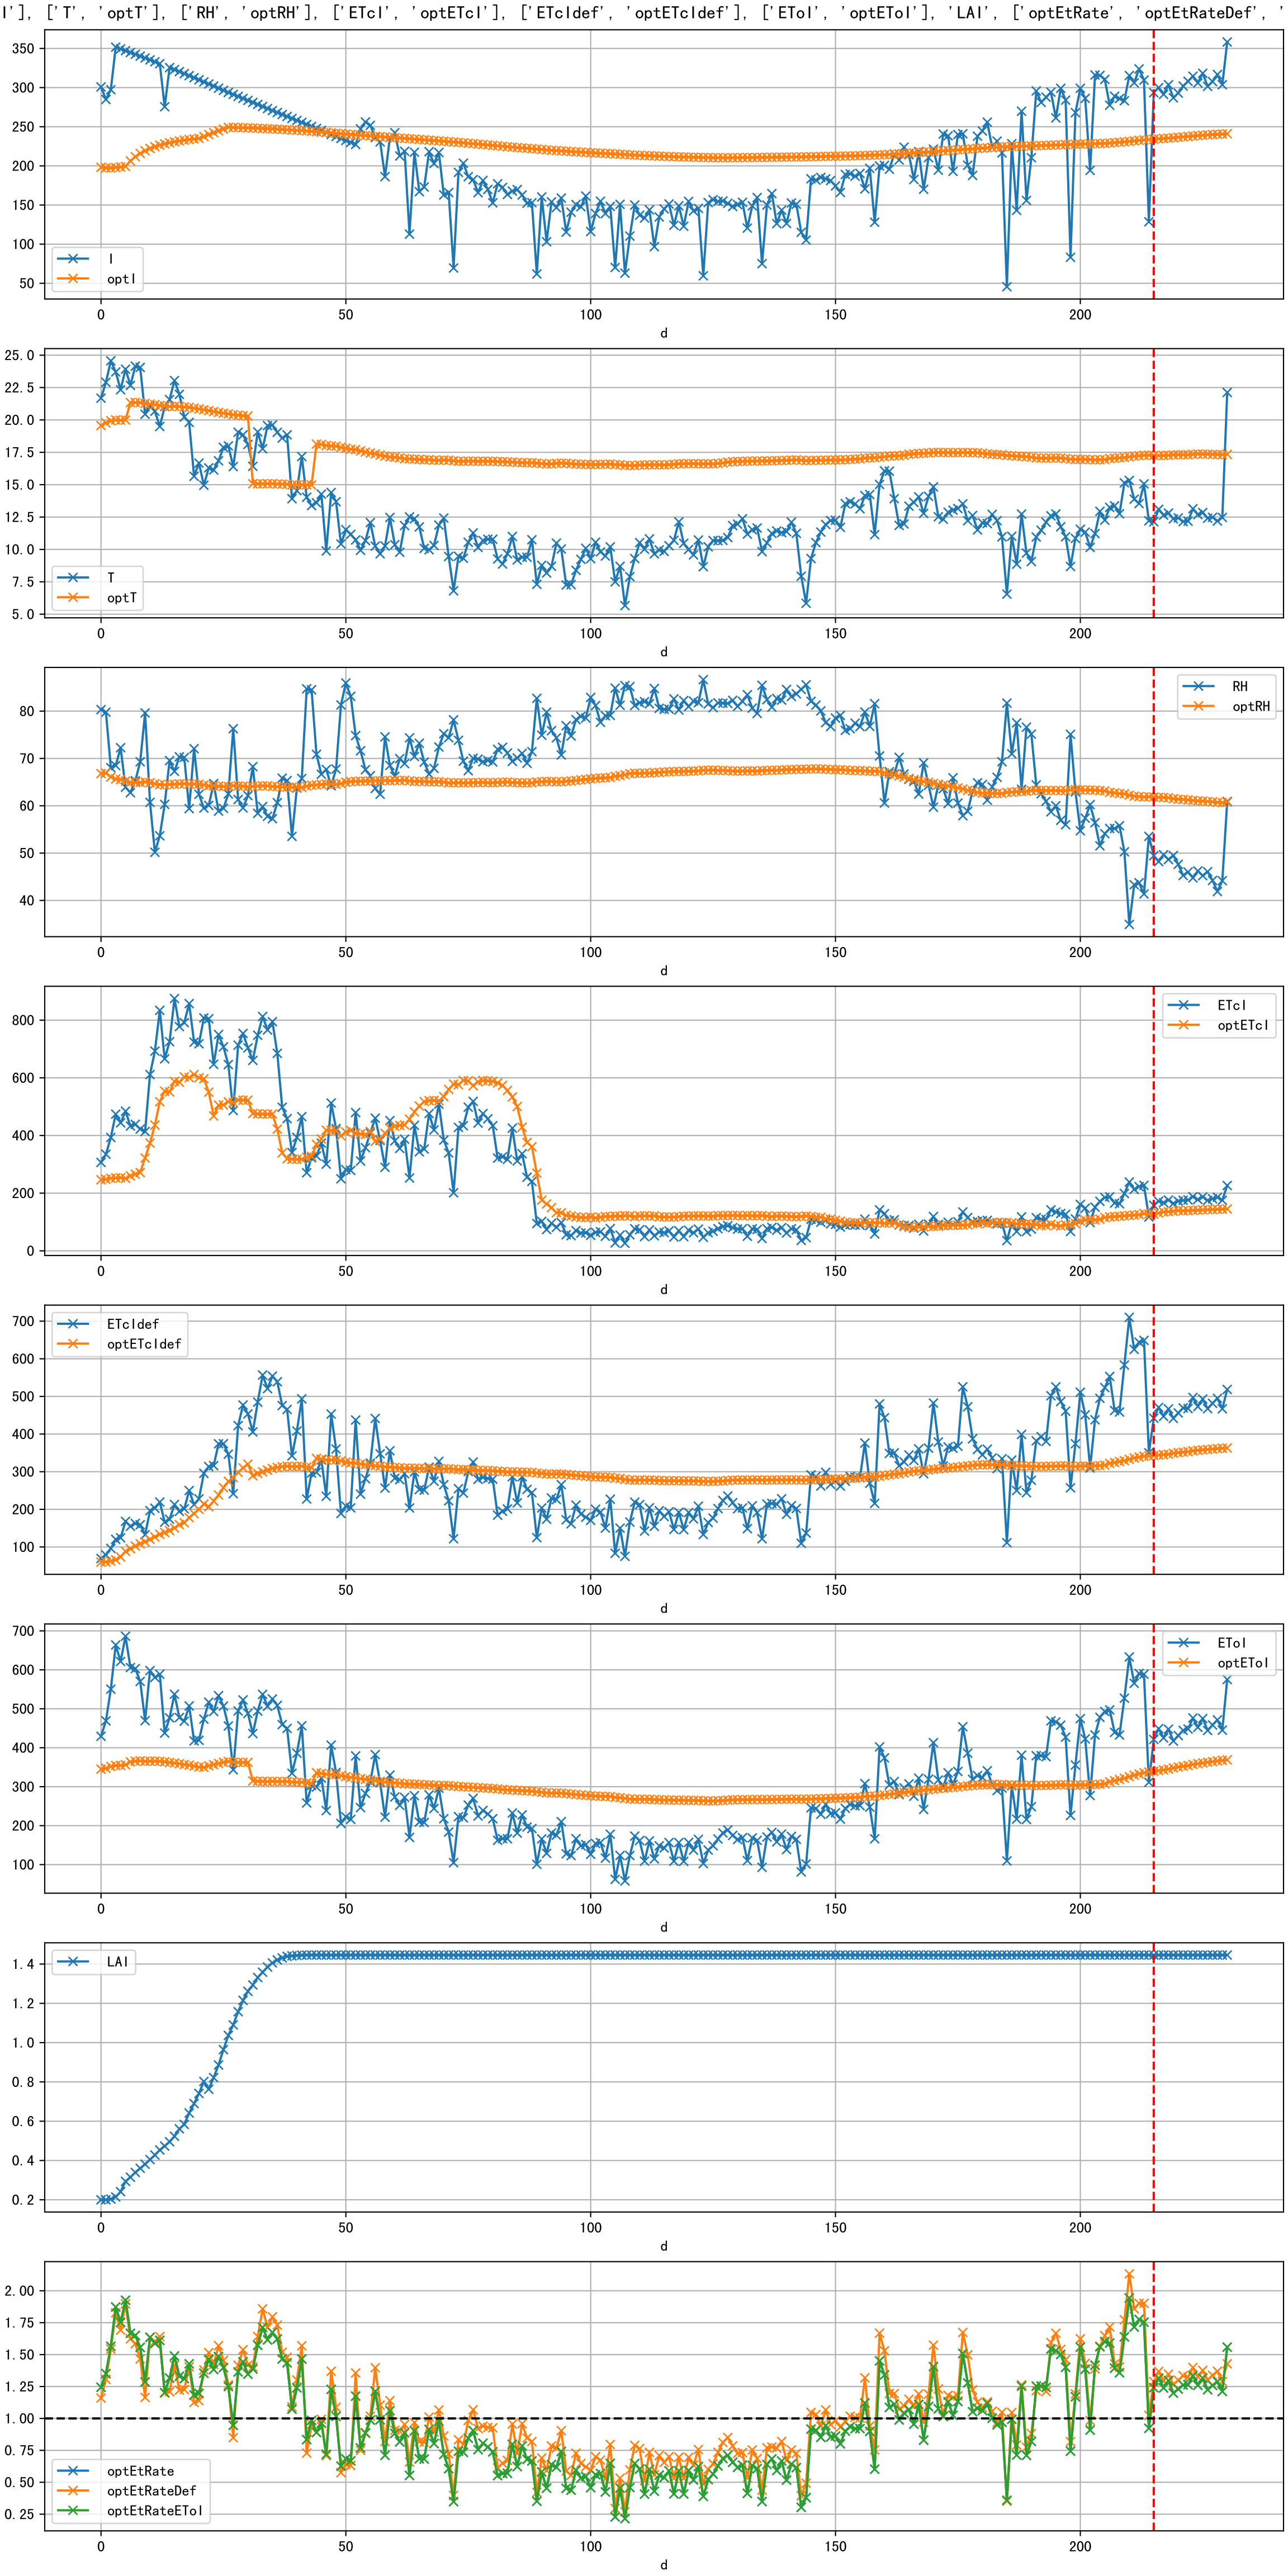 I'], ['T', 'optT'], ['RH', 'optRH'], ['ETcI', 'optETcI'], ['ETcIdef', 'optETcIdef'], ['EToI', 'optEToI'], 'LAI', ['optEtRate', 'optEtRateDef', '
350
300
250
200
150
100
50
I
optI
0 50 100 150 200
d
25.0
22.5
20.0
17.5
15.0
12.5
10.0
7.5
5.0
T
optT
0 50 100 150 200
d
80
70
60
50
40
RH
optRH
0 50 100 150 200
d
800
600
400
200
0
ETcI
optETcI
0 50 100 150 200
d
700
600
500
400
300
200
100
ETcIdef
optETcIdef
0 50 100 150 200
d
700
600
500
400
300
200
100
EToI
optEToI
0 50 100 150 200
d
1.4
1.2
1.0
0.8
0.6
0.4
0.2
LAI
0 50 100 150 200
d
2.00
1.75
1.50
1.25
1.00
0.75
0.50
0.25
optEtRate
optEtRateDef
optEtRateEToI
0 50 100 150 200
d